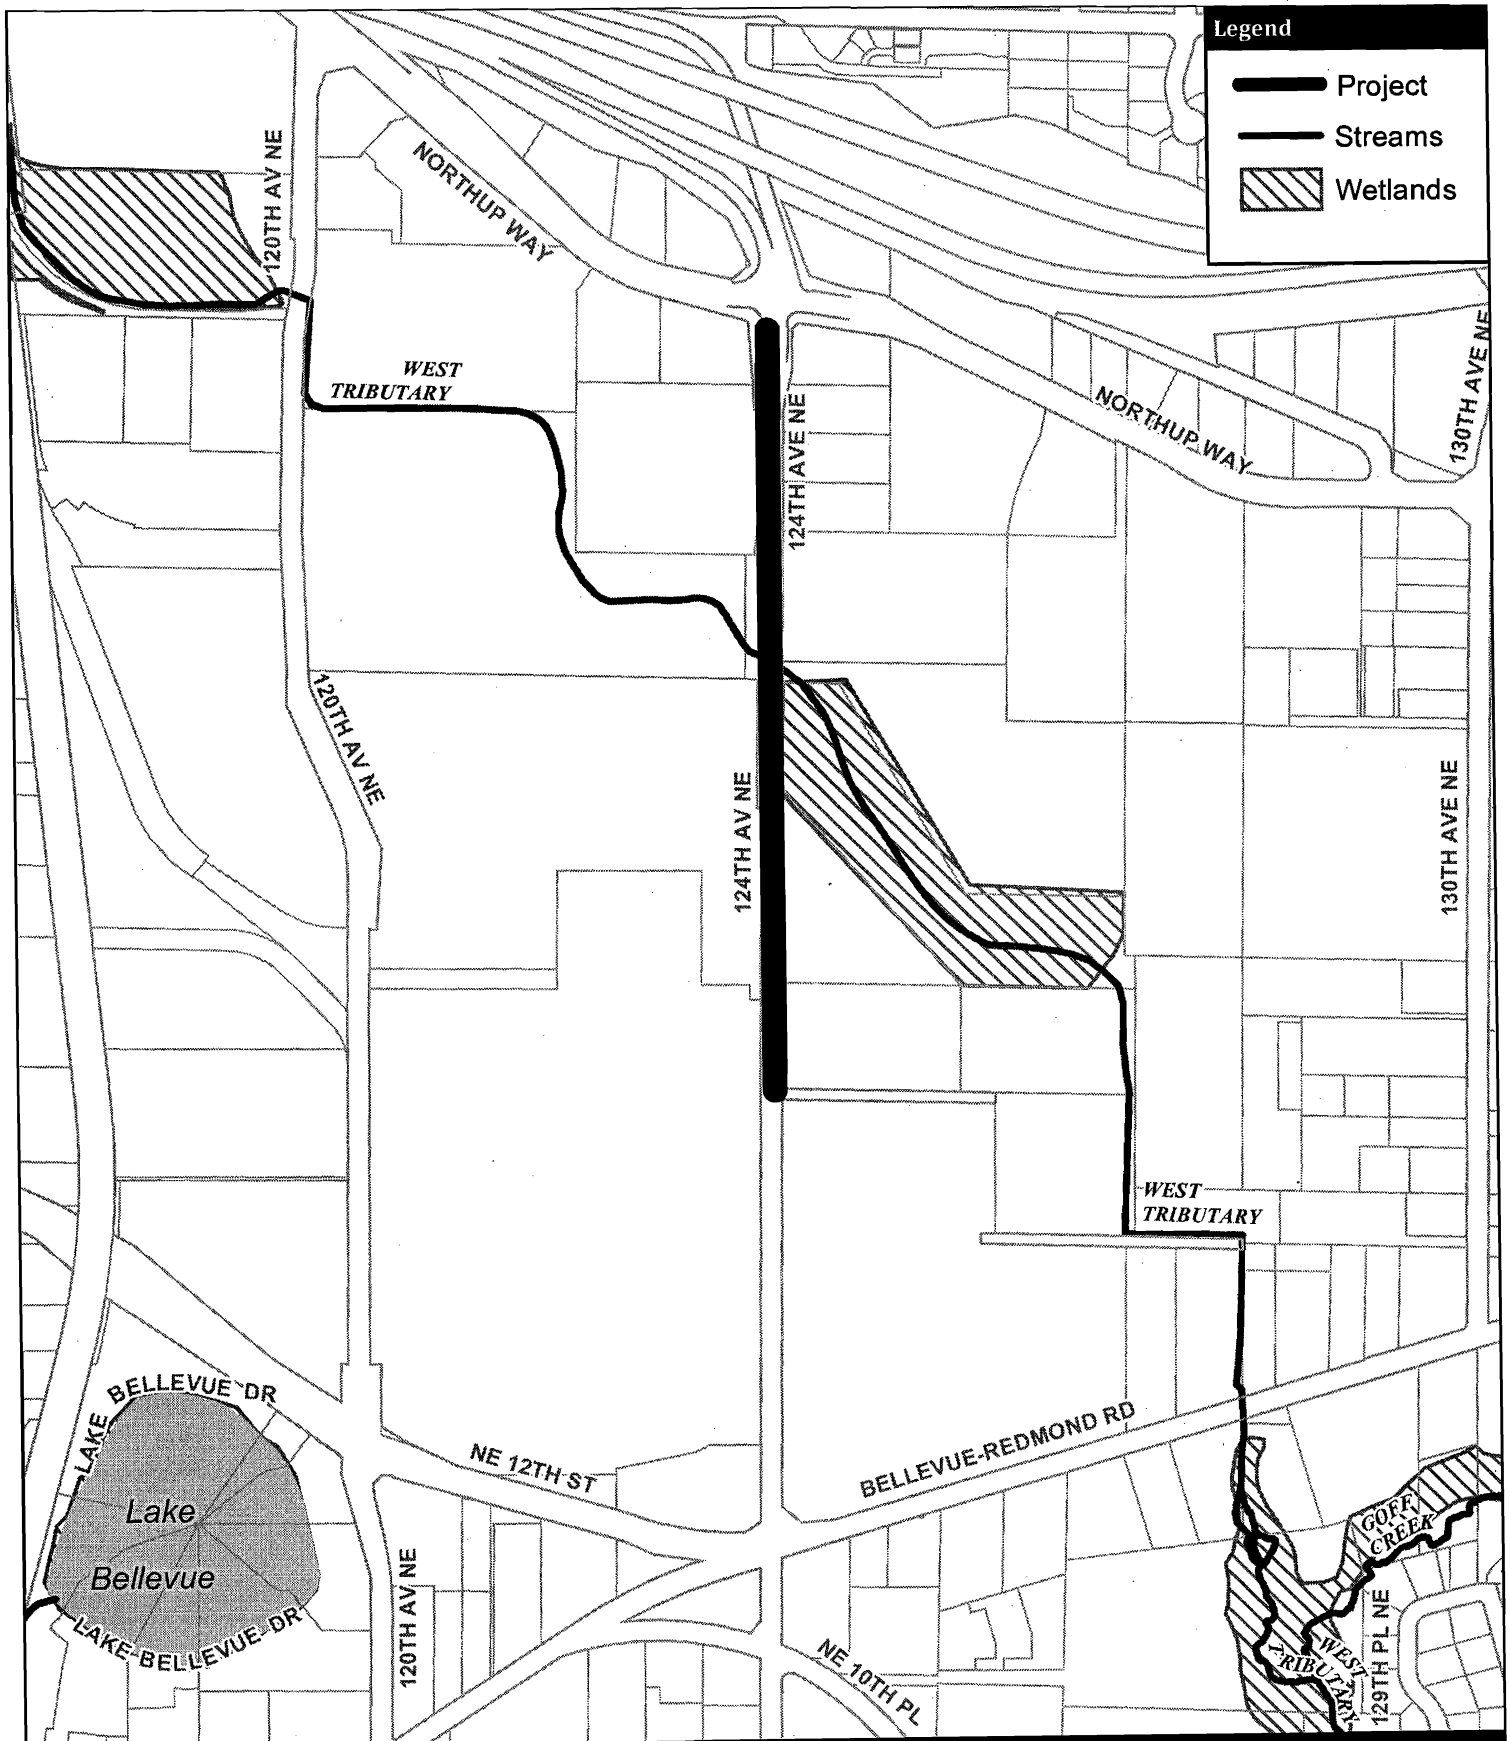 Legend
Project
Streams
Wetlands
120TH AV NE
NORTHUP WAY
WEST
TRIBUTARY
124TH AVE NE
NORTHUP WAY
130TH AVE NE
120TH AV NE
124TH AV NE
130TH AVE NE
WEST
TRIBUTARY
LAKE BELLEVUE DR
NE 12TH ST
BELLEVUE-REDMOND RD
Lake
Bellevue
GOFF
CREEK
LAKE BELLEVUE DR
120TH AV NE
NE 10TH PL
WEST
TRIBUTARY
129TH PL NE